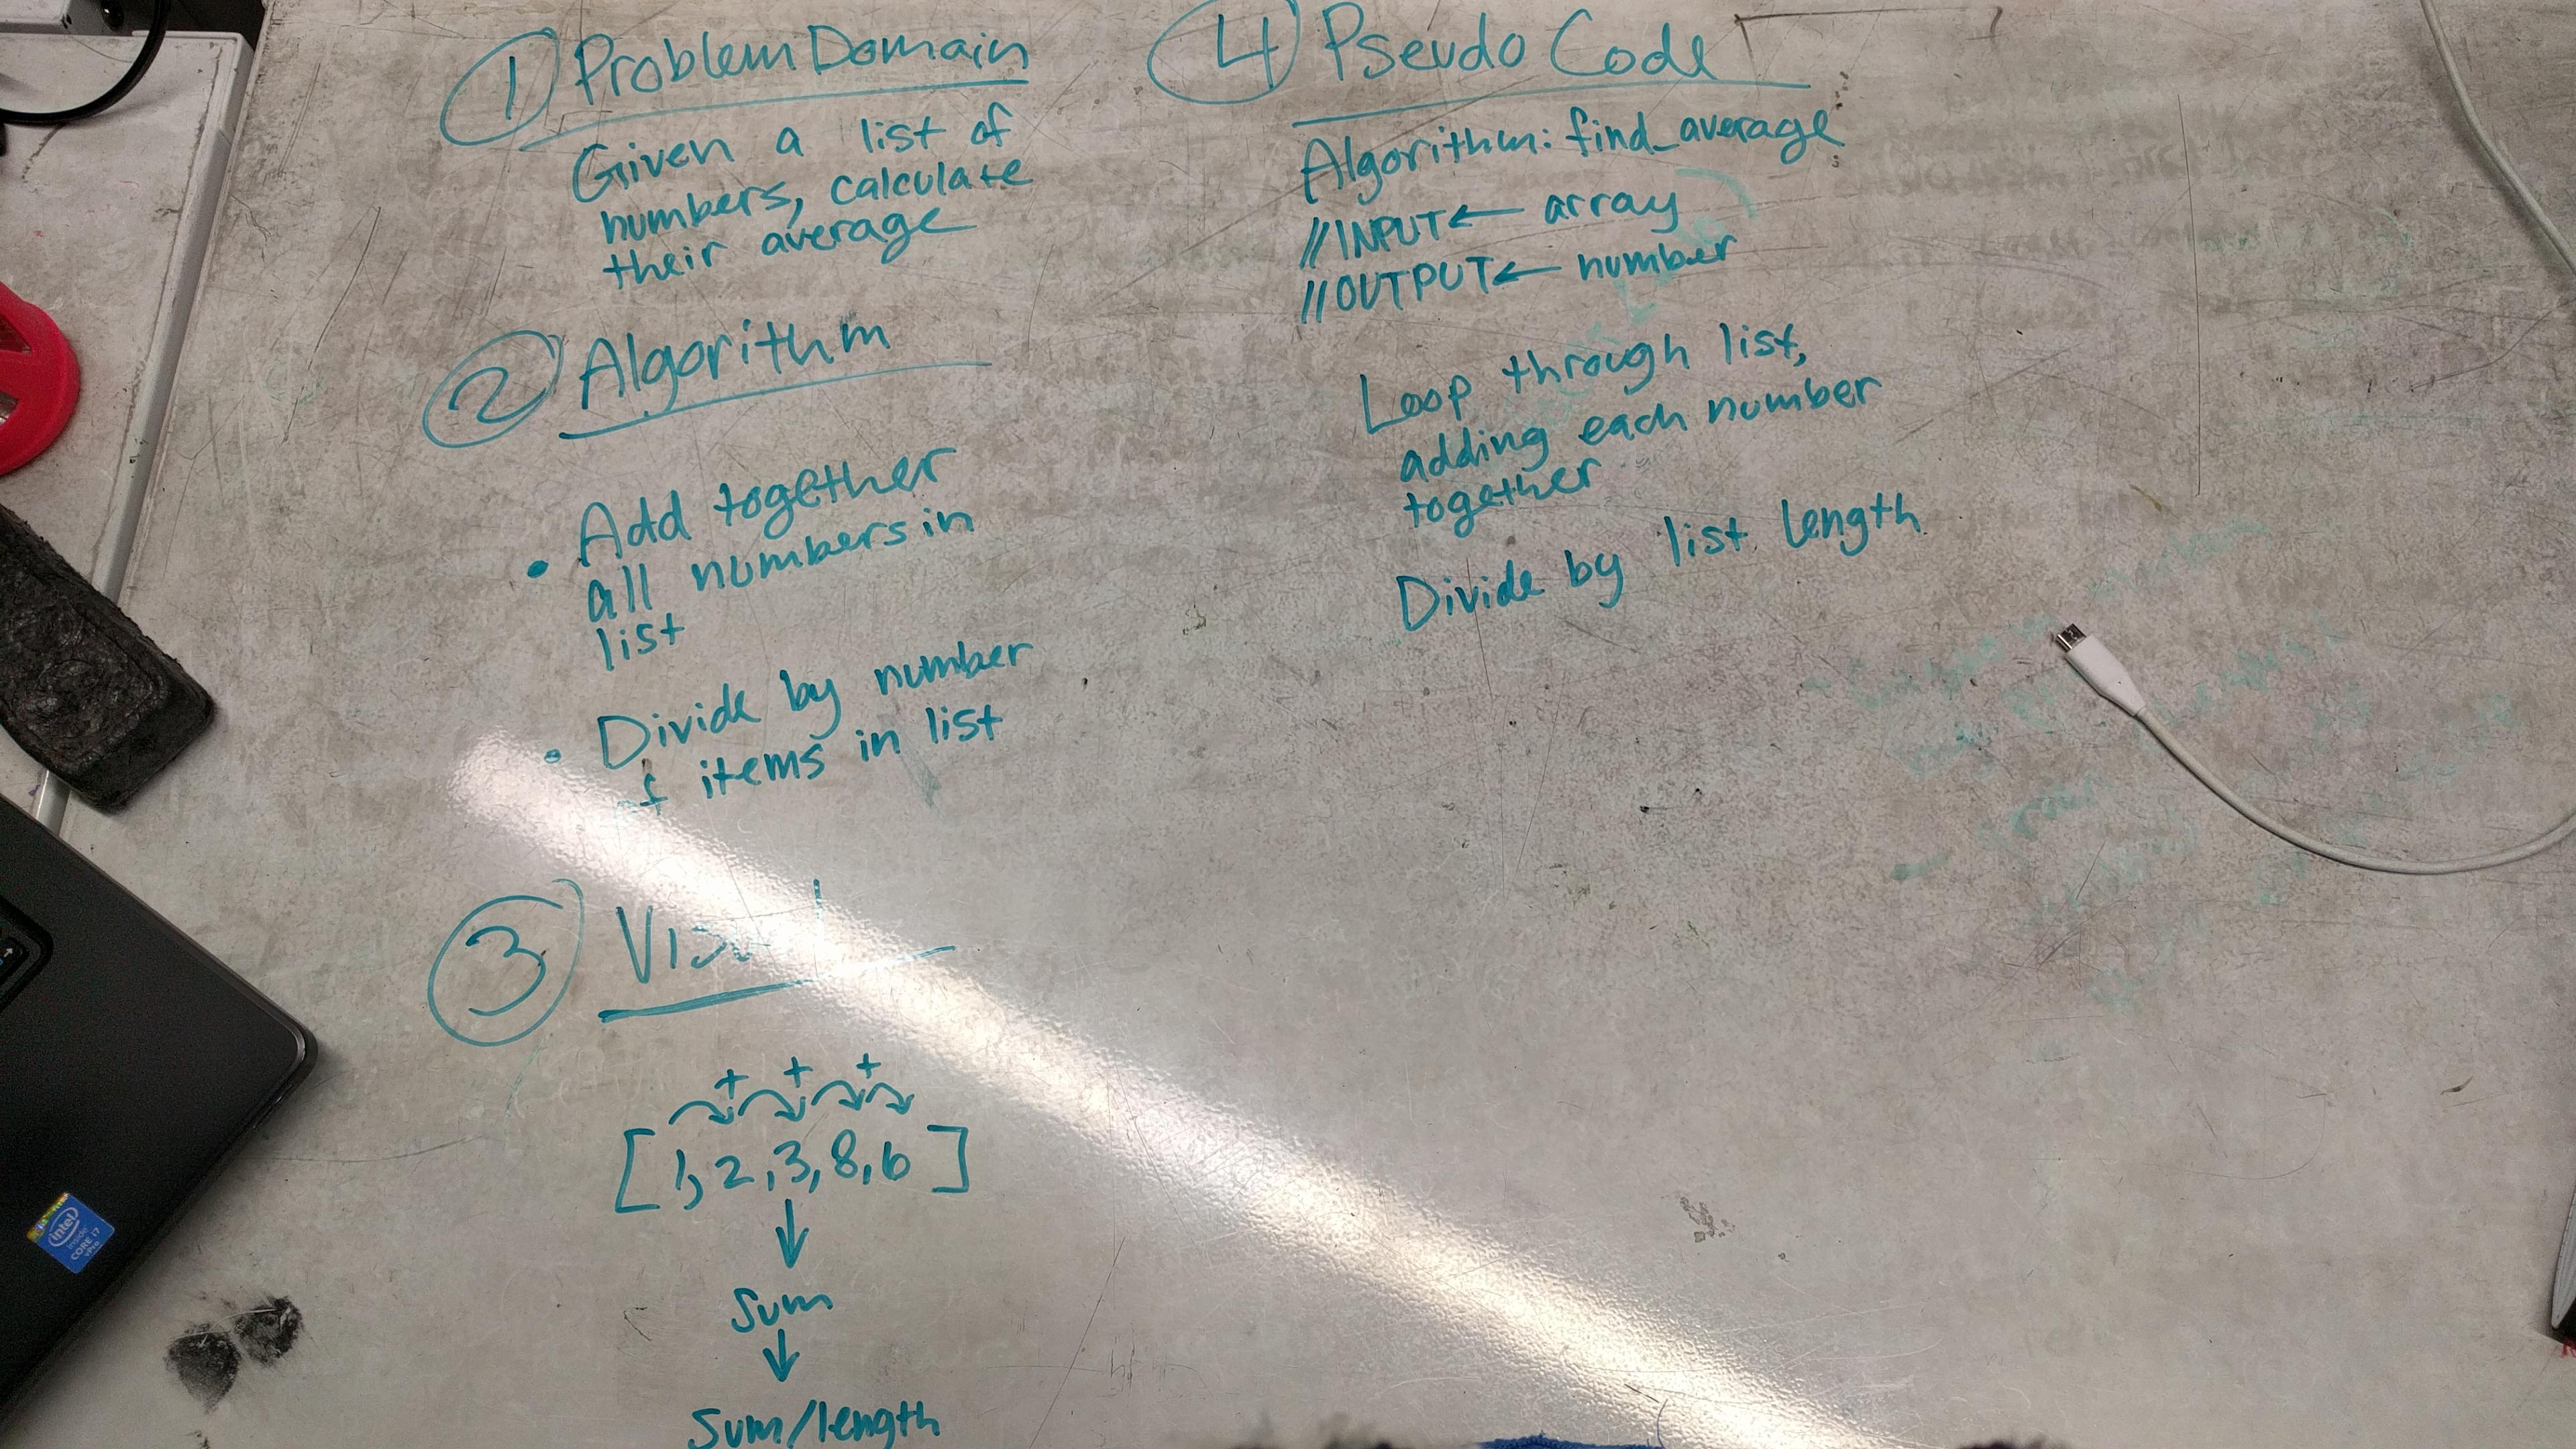 1 Problem Domain
Given a list of
numbers, calculate
their average
2 Algorithm
• Add together
all numbers in
list
• Divide by number
of items in list
3 Visual
+ + +
[1, 2, 3, 8, 6]
Sum
Sum/length
4 Pseudo Code
Algorithm: find_average
//INPUT ← array
//OUTPUT ← number
Loop through list,
adding each number
together
Divide by list length
intel
inside
CORE i7
vPro